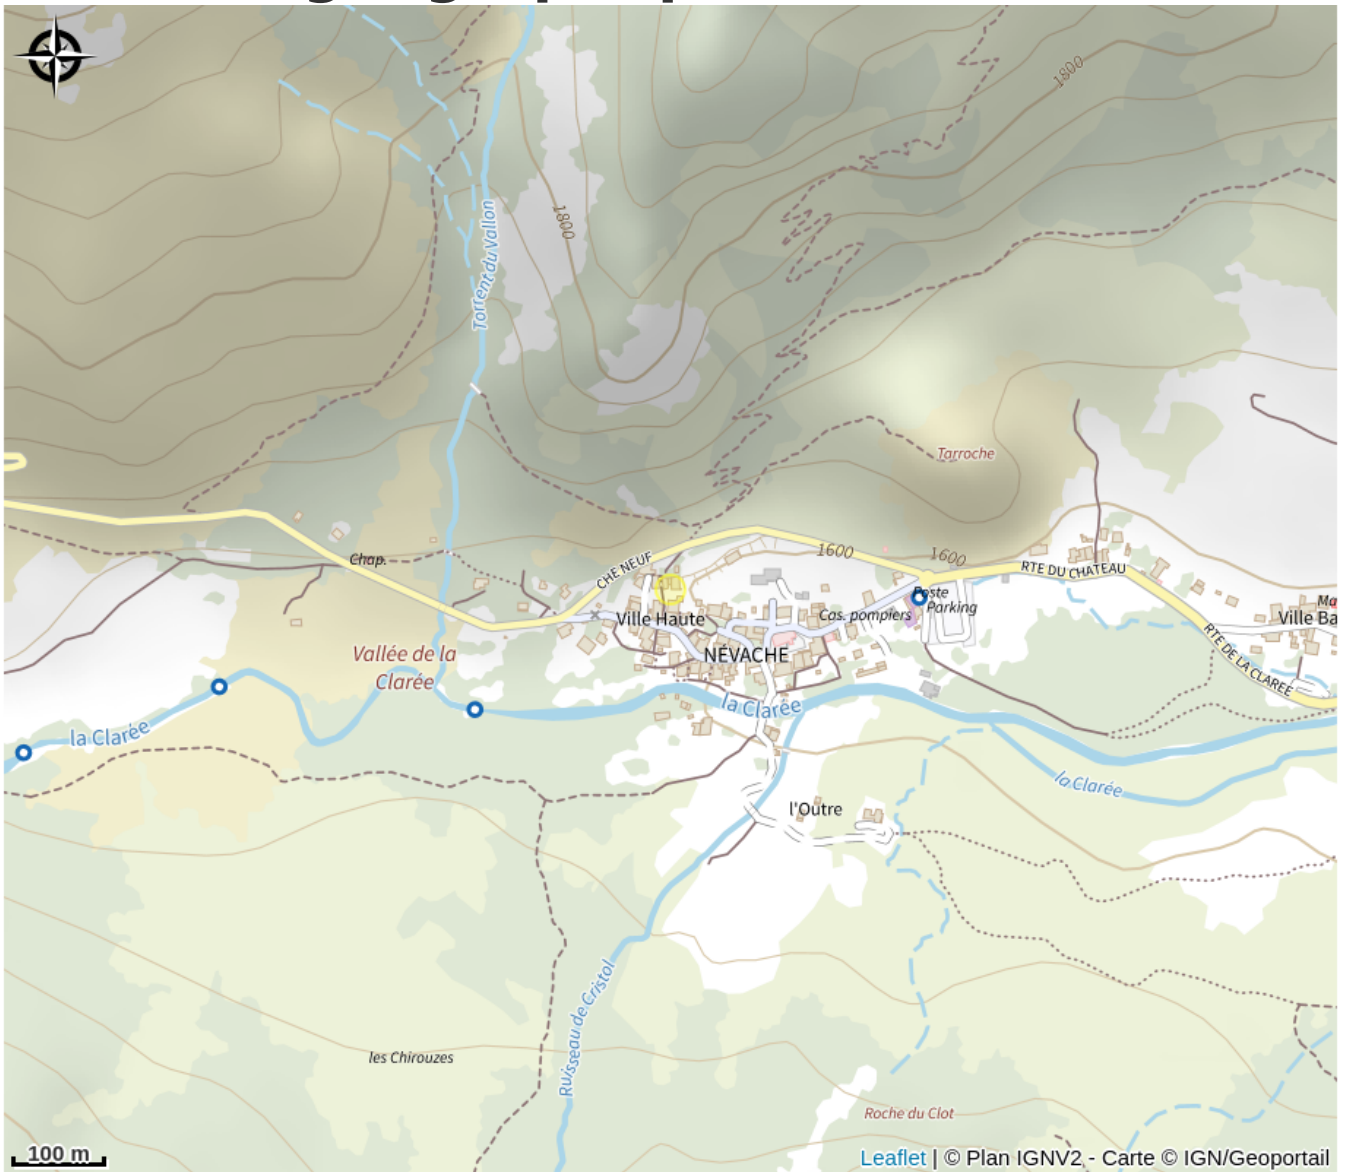 1800
1800
Torrent du Vallon
Tarroche
CHE NEUF
1600
1600
Chap.
RTE DU CHATEAU
Poste
Parking
Cas. pompiers
Ville Haute
NÉVACHE
Ville Ba
RTE DE LA CLAREE
Vallée de la
Clarée
la Clarée
la Clarée
la Clarée
l'Outre
Ruisseau de Cristol
les Chirouzes
Roche du Clot
100 m
Leaflet | © Plan IGNV2 - Carte © IGN/Geoportail